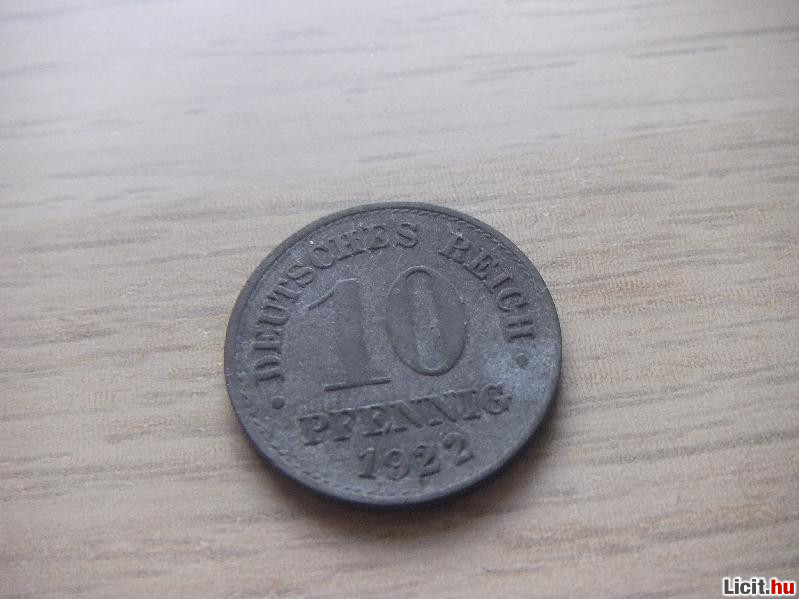 DEUTSCHES REICH
10
PFENNIG
1922
Licit.hu